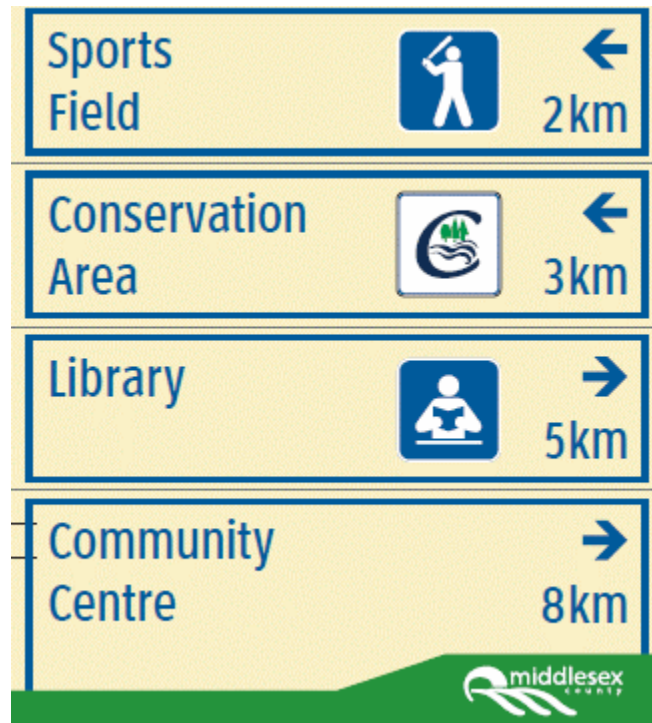 Sports
Field
←
2km
Conservation
Area
←
3km
Library
→
5km
Community
Centre
→
8km
middlesex
county